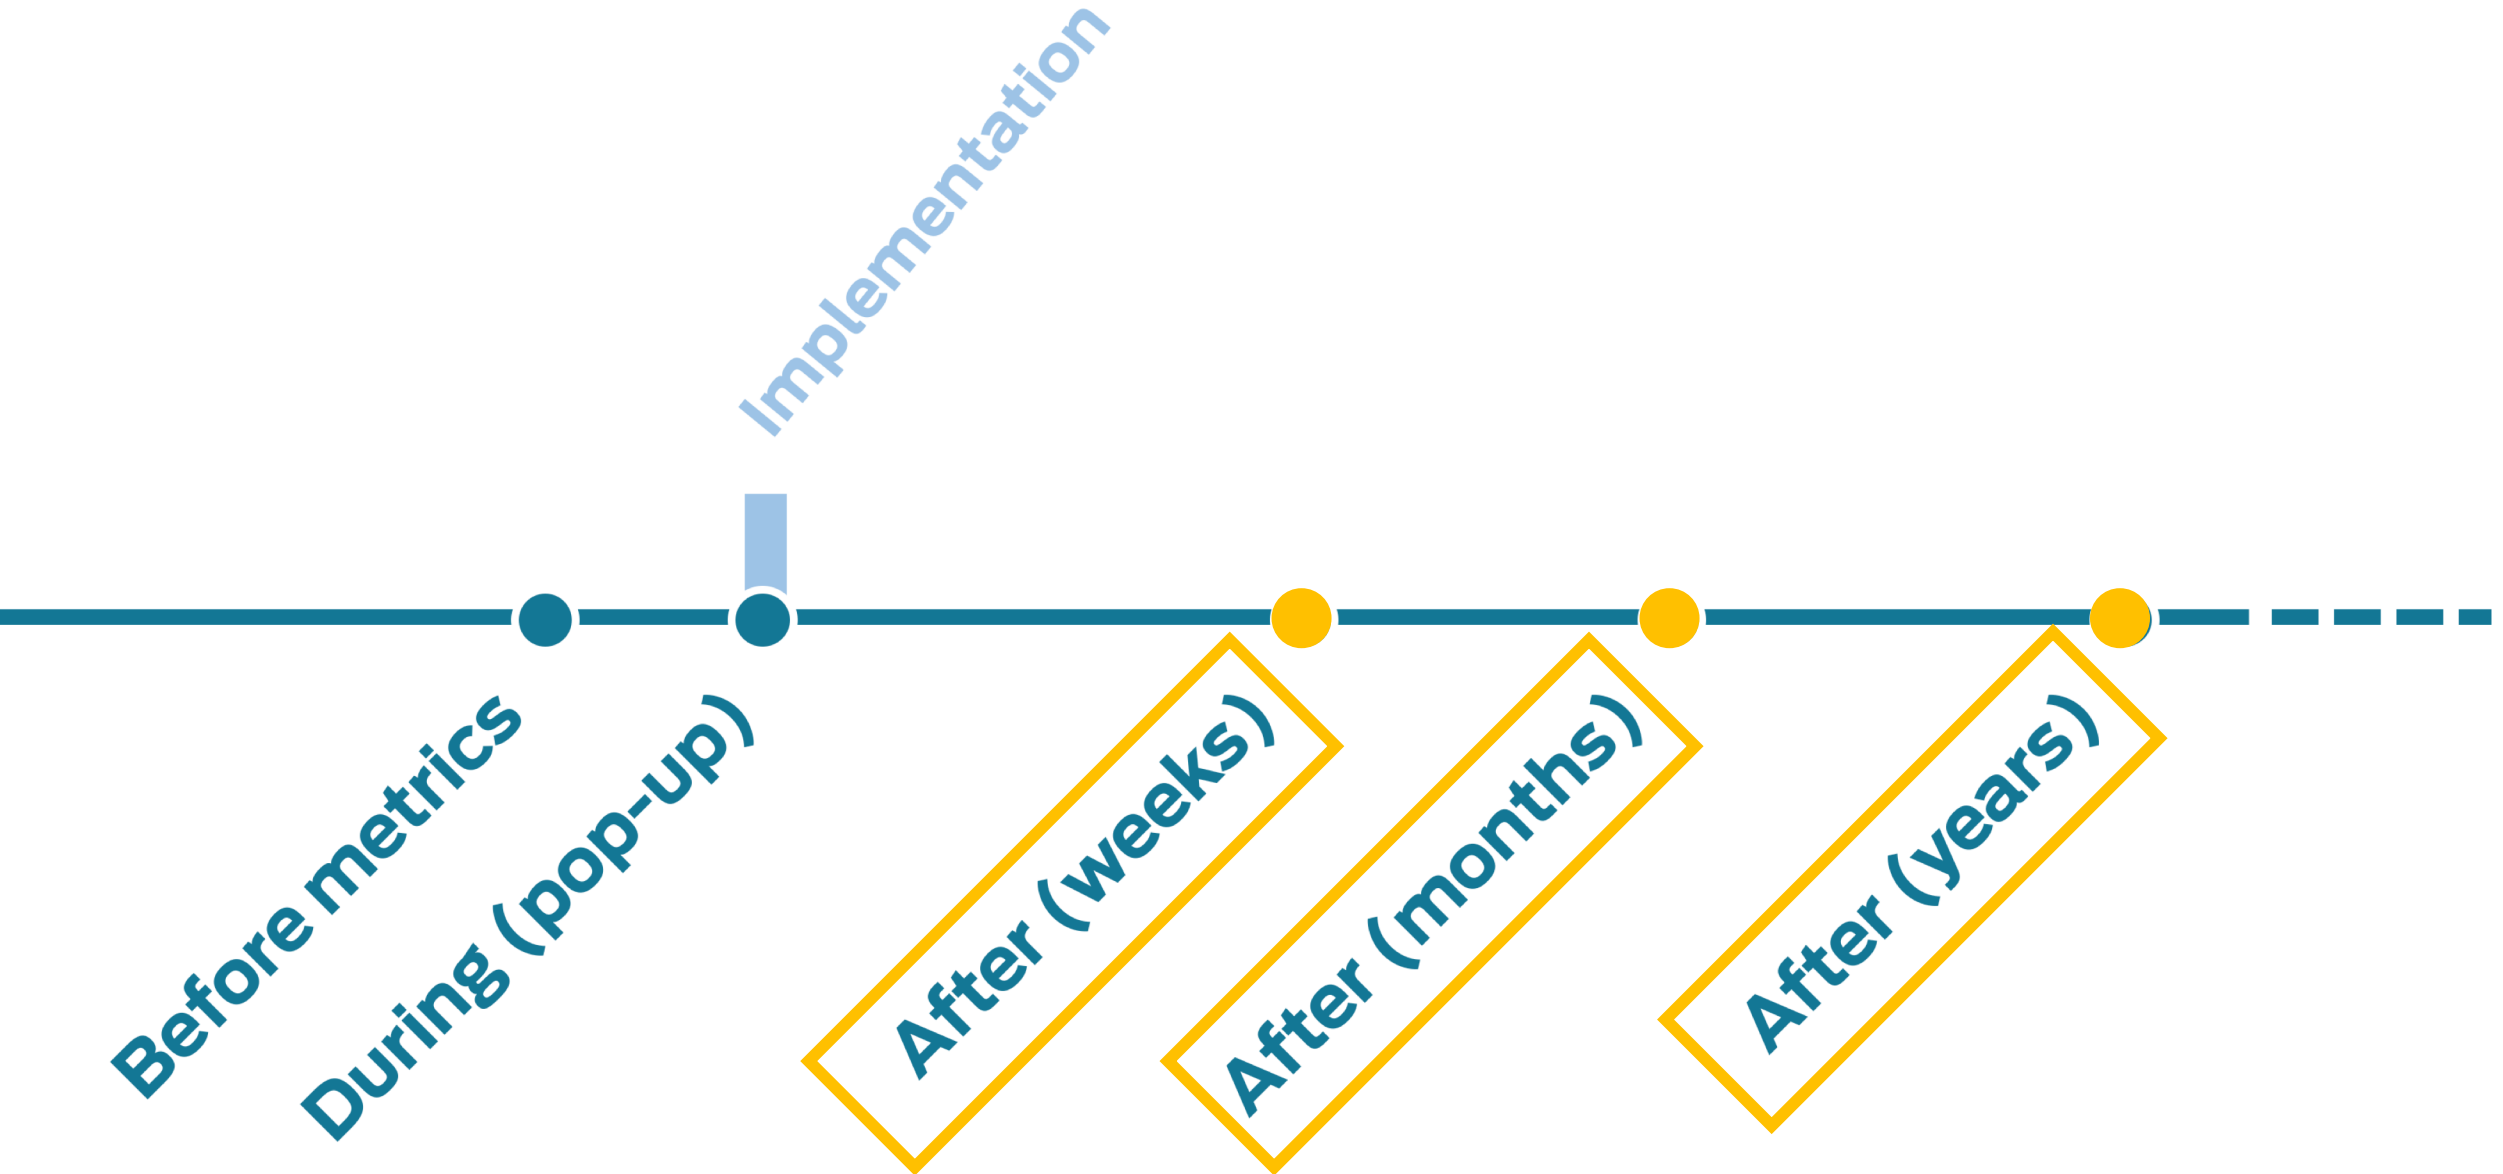 Implementation
Before metrics
During (pop-up)
After (weeks)
After (months)
After (years)